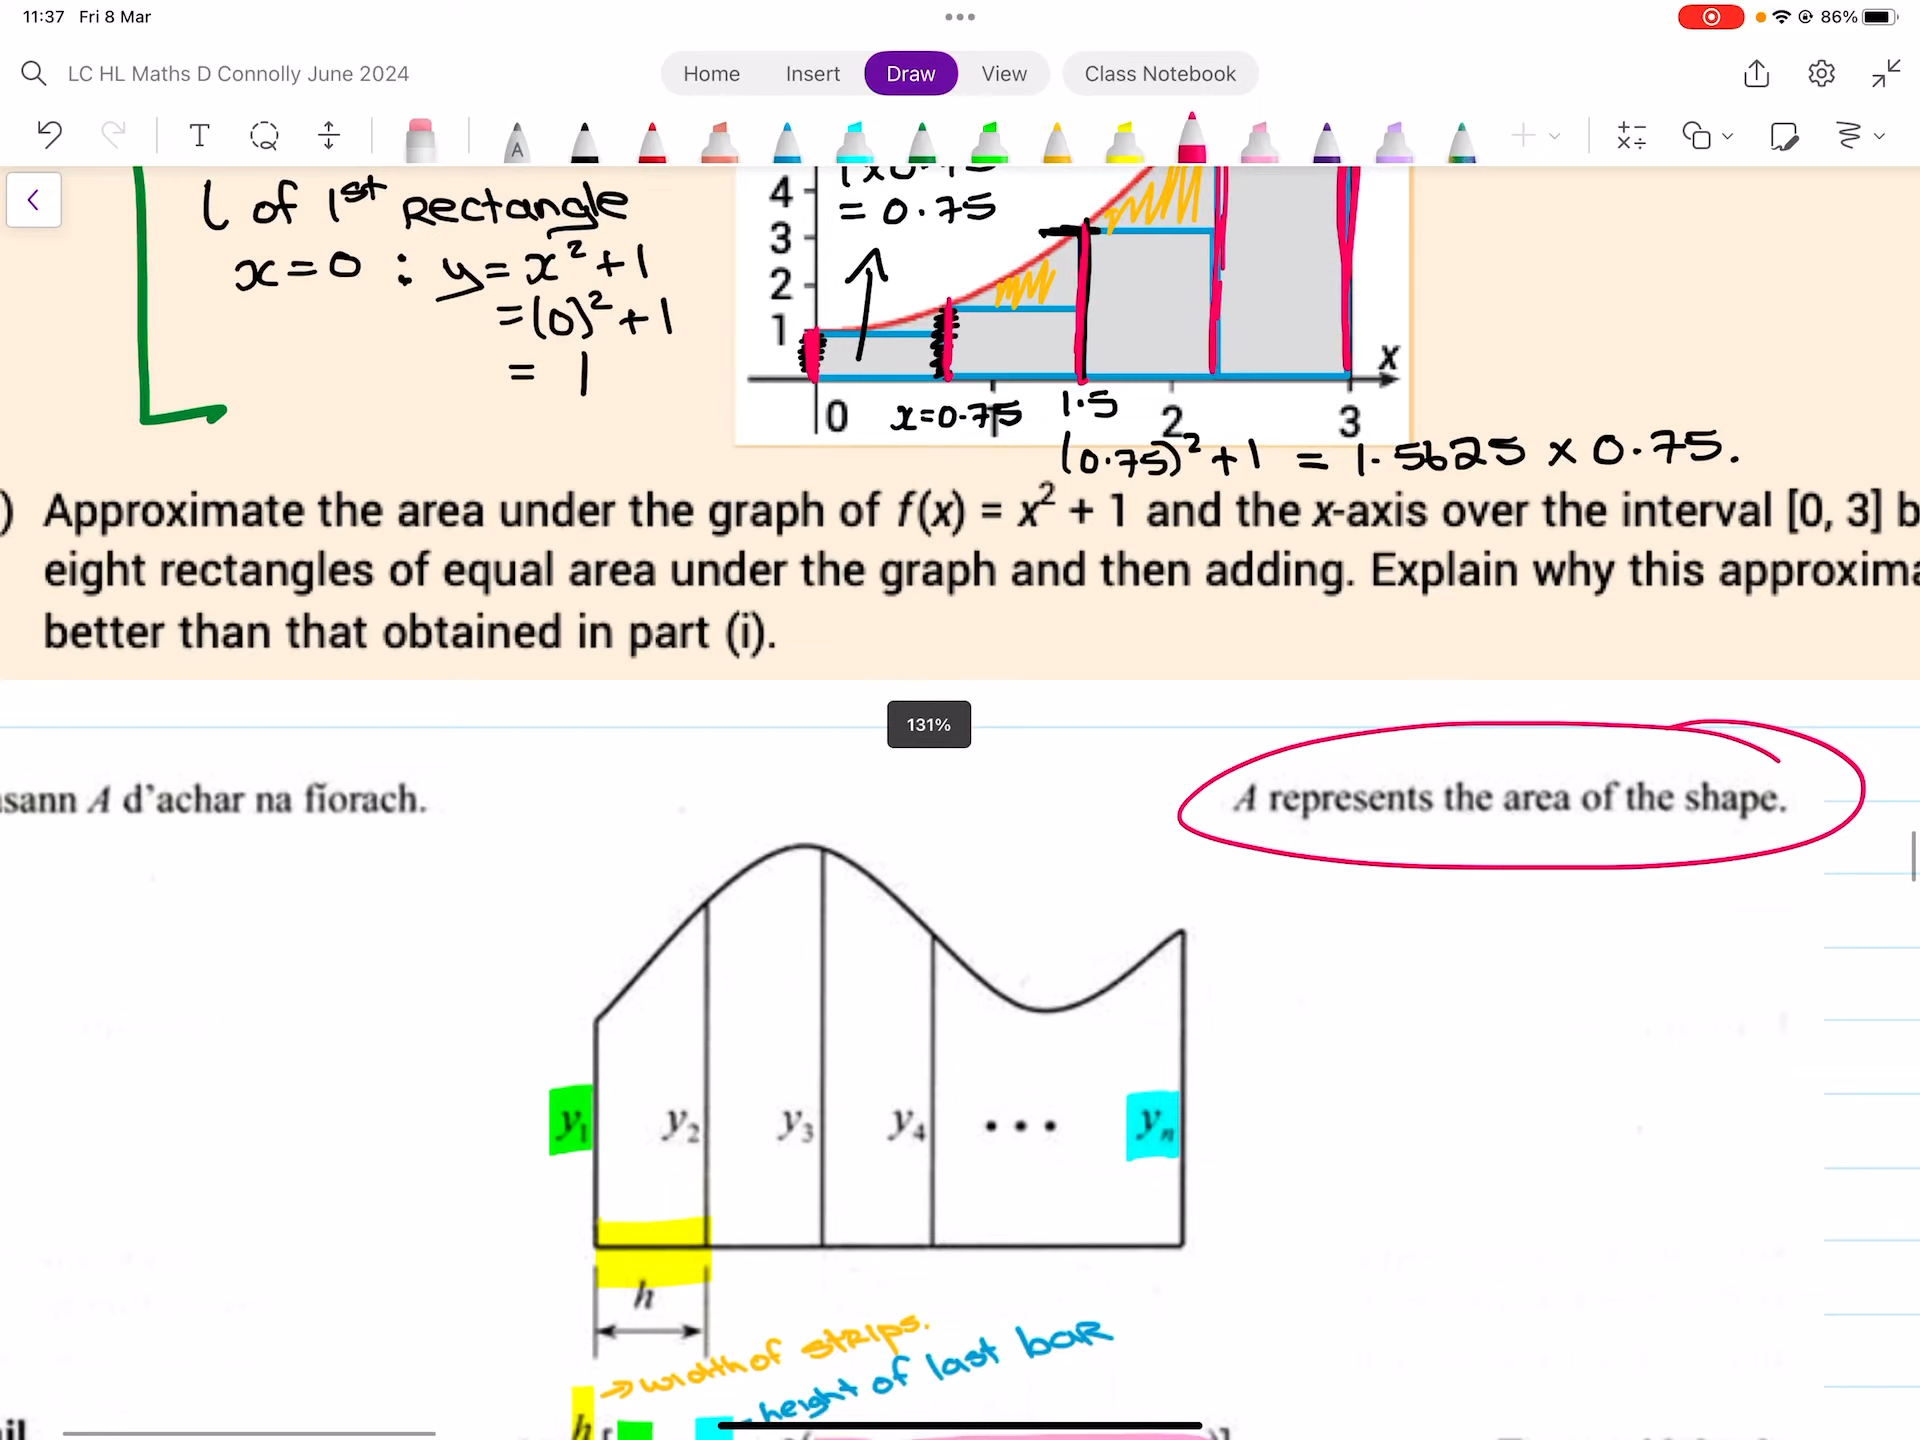 11:37 Fri 8 Mar
86%
LC HL Maths D Connolly June 2024
Home Insert Draw View Class Notebook
l of 1st Rectangle
x=0 : y=x²+1
=(0)²+1
= 1
= 0.75
4
3
2
1
x
0 x=0.75 1 1.5 2 3
(0.75)²+1 = 1.5625 x 0.75.
) Approximate the area under the graph of f(x) = x² + 1 and the x-axis over the interval [0, 3] b
eight rectangles of equal area under the graph and then adding. Explain why this approxima
better than that obtained in part (i).
131%
sann A d'achar na fíorach.
A represents the area of the shape.
y₁ y₂ y₃ y₄ ... yₙ
h
→ width of strips.
height of last bar
h [